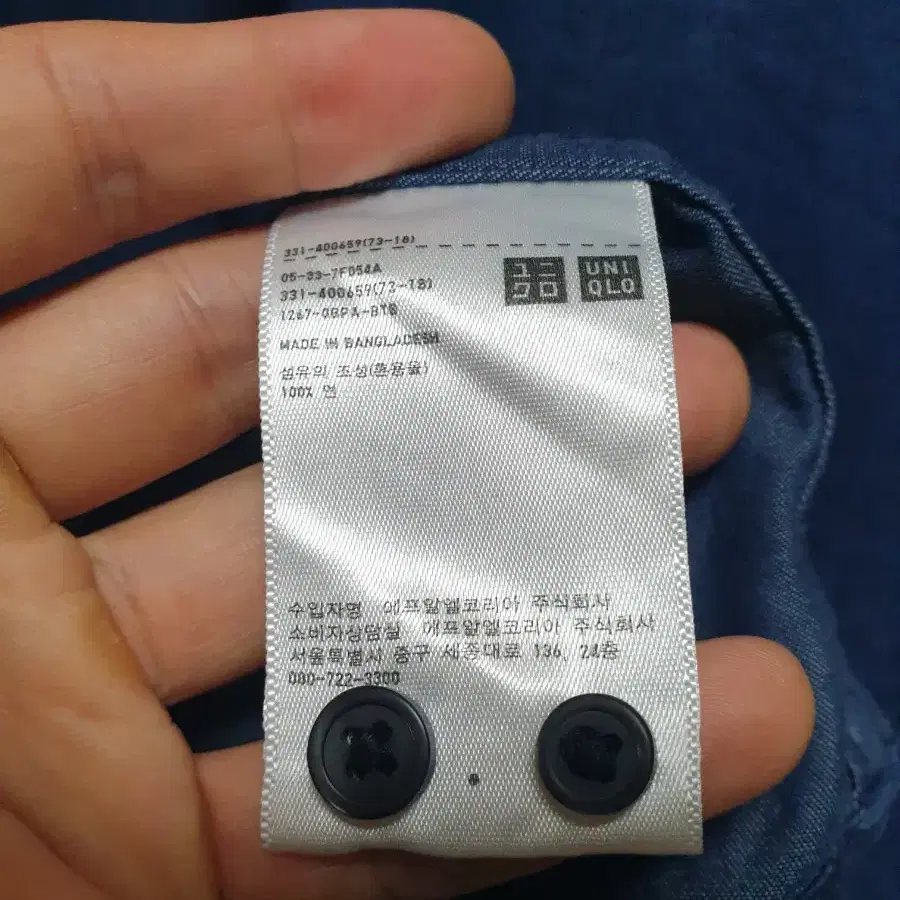 331-400659(73-18)
05-33-7F054A
331-400659(73-18)
MADE IN BANGLADESH
섬유의 조성(혼용율)
100% 면
ユニ
クロ
UNI
QLO
수입자명 에프알엘코리아 주식회사
소비자상담실 에프알엘코리아 주식회사
서울특별시 중구 세종대로 136, 24층
080-722-3300